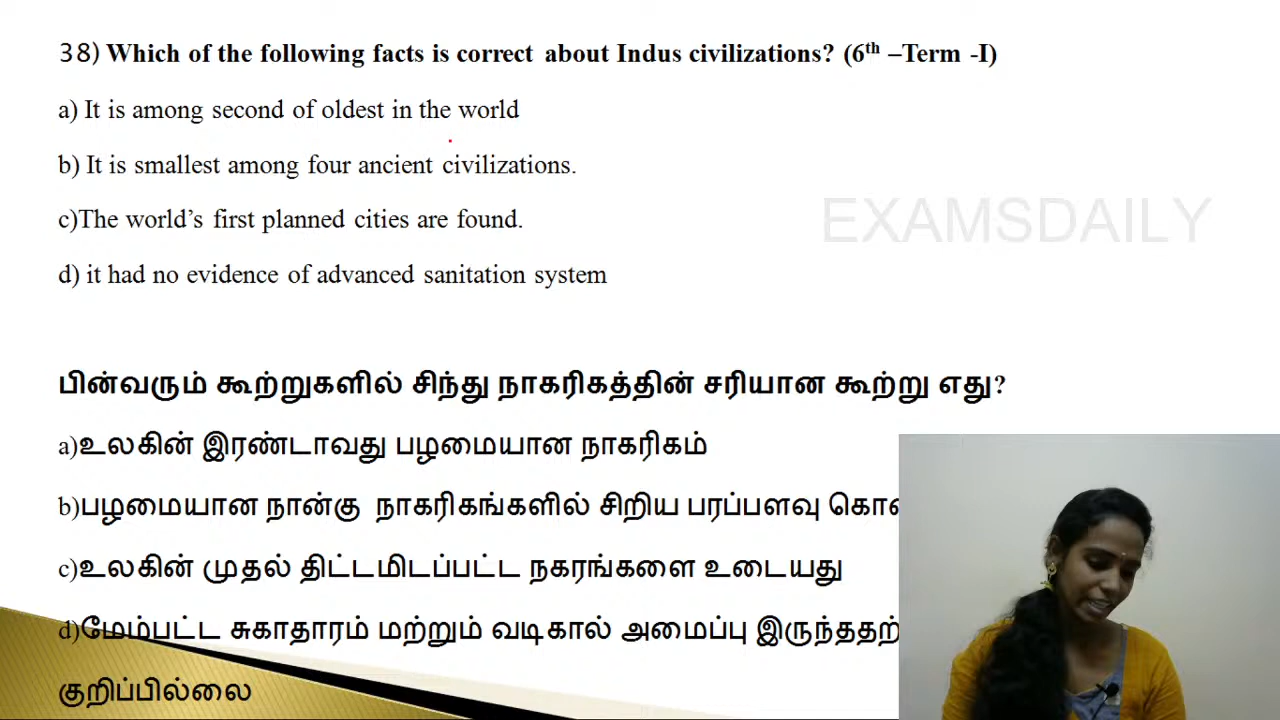 38) Which of the following facts is correct about Indus civilizations? (6th –Term -I)
a) It is among second of oldest in the world
b) It is smallest among four ancient civilizations.
c)The world’s first planned cities are found.
EXAMSDAILY
d) it had no evidence of advanced sanitation system
பின்வரும் கூற்றுகளில் சிந்து நாகரிகத்தின் சரியான கூற்று எது?
a)உலகின் இரண்டாவது பழமையான நாகரிகம்
b)பழமையான நான்கு நாகரிகங்களில் சிறிய பரப்பளவு
c)உலகின் முதல் திட்டமிடப்பட்ட நகரங்களை உடையது
d)மேம்பட்ட சுகாதாரம் மற்றும் வடிகால் அமைப்பு
குறிப்பில்லை